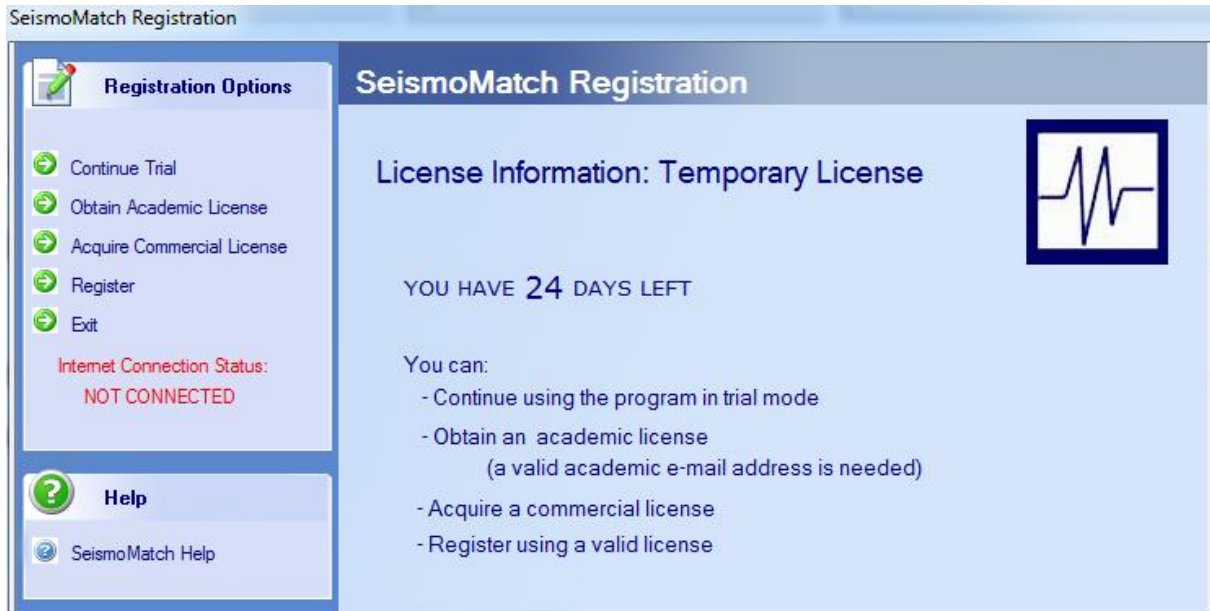 SeismoMatch Registration
Registration Options
Continue Trial
Obtain Academic License
Acquire Commercial License
Register
Exit
Internet Connection Status:
NOT CONNECTED
Help
SeismoMatch Help
SeismoMatch Registration
License Information: Temporary License
YOU HAVE 24 DAYS LEFT
You can:
- Continue using the program in trial mode
- Obtain an academic license
(a valid academic e-mail address is needed)
- Acquire a commercial license
- Register using a valid license